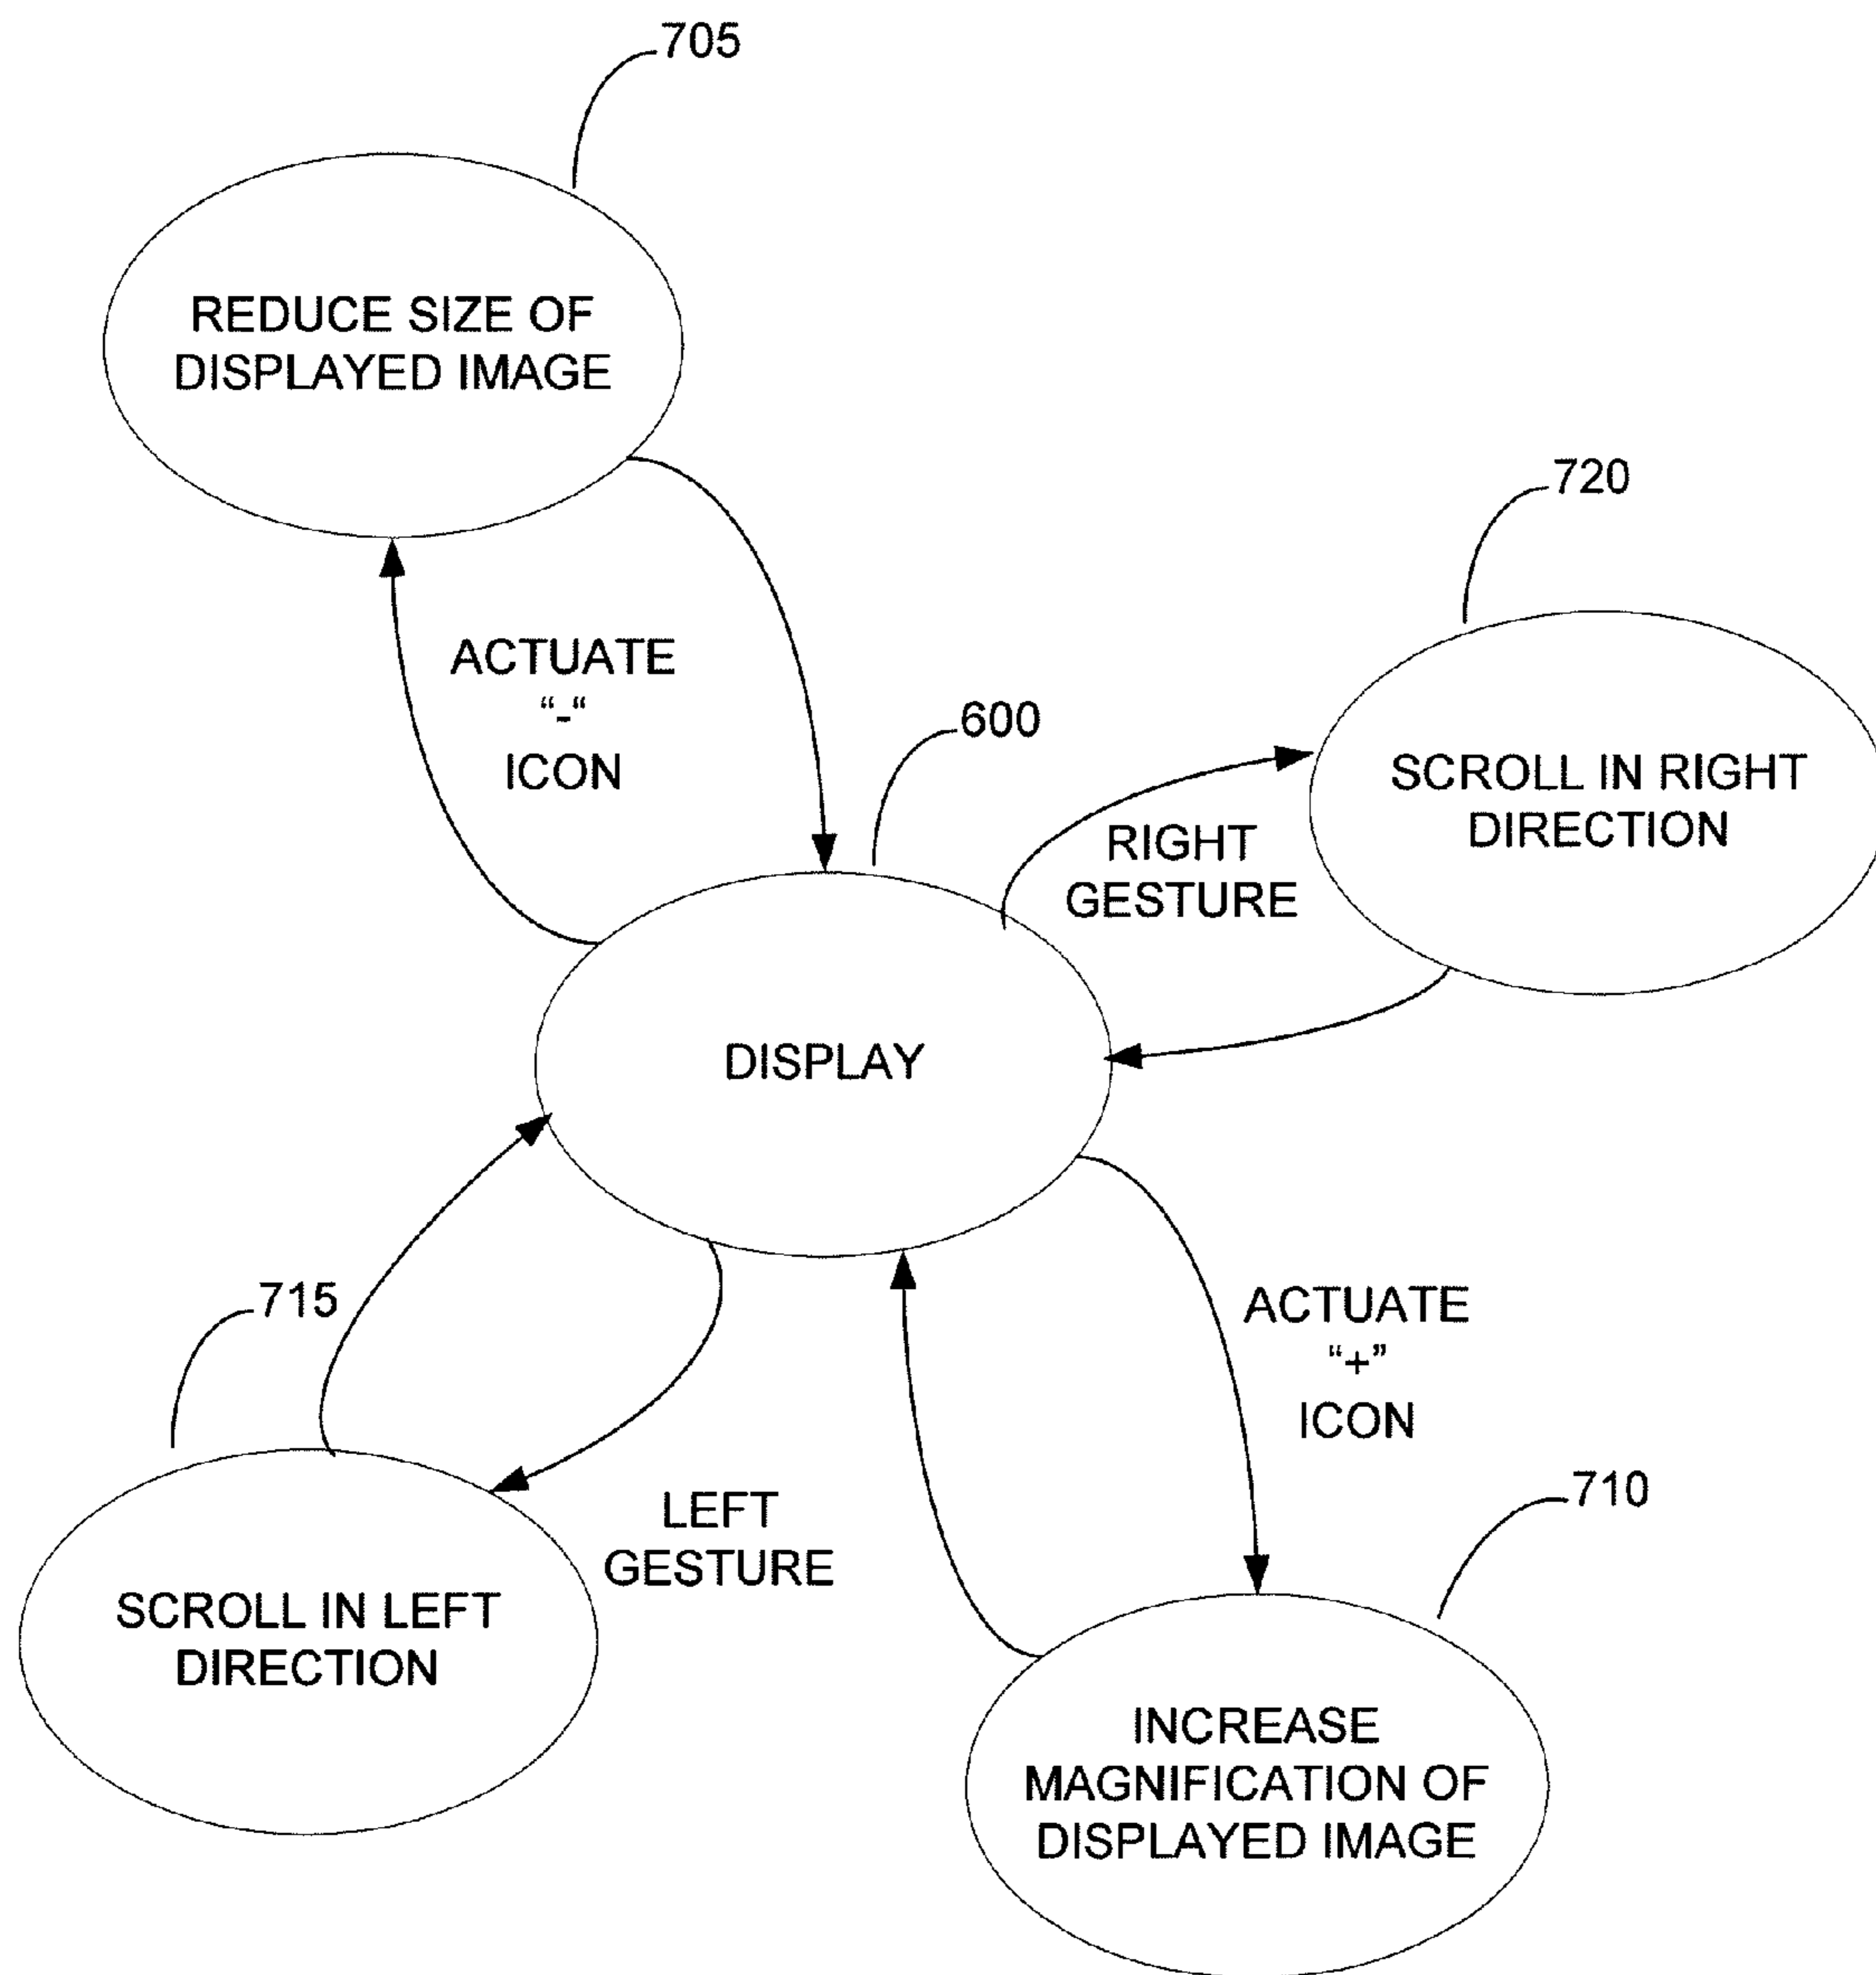 705
REDUCE SIZE OF
DISPLAYED IMAGE
720
ACTUATE
“-“
ICON
600
SCROLL IN RIGHT
DIRECTION
RIGHT
GESTURE
DISPLAY
715
ACTUATE
“+”
ICON
710
LEFT
GESTURE
SCROLL IN LEFT
DIRECTION
INCREASE
MAGNIFICATION OF
DISPLAYED IMAGE